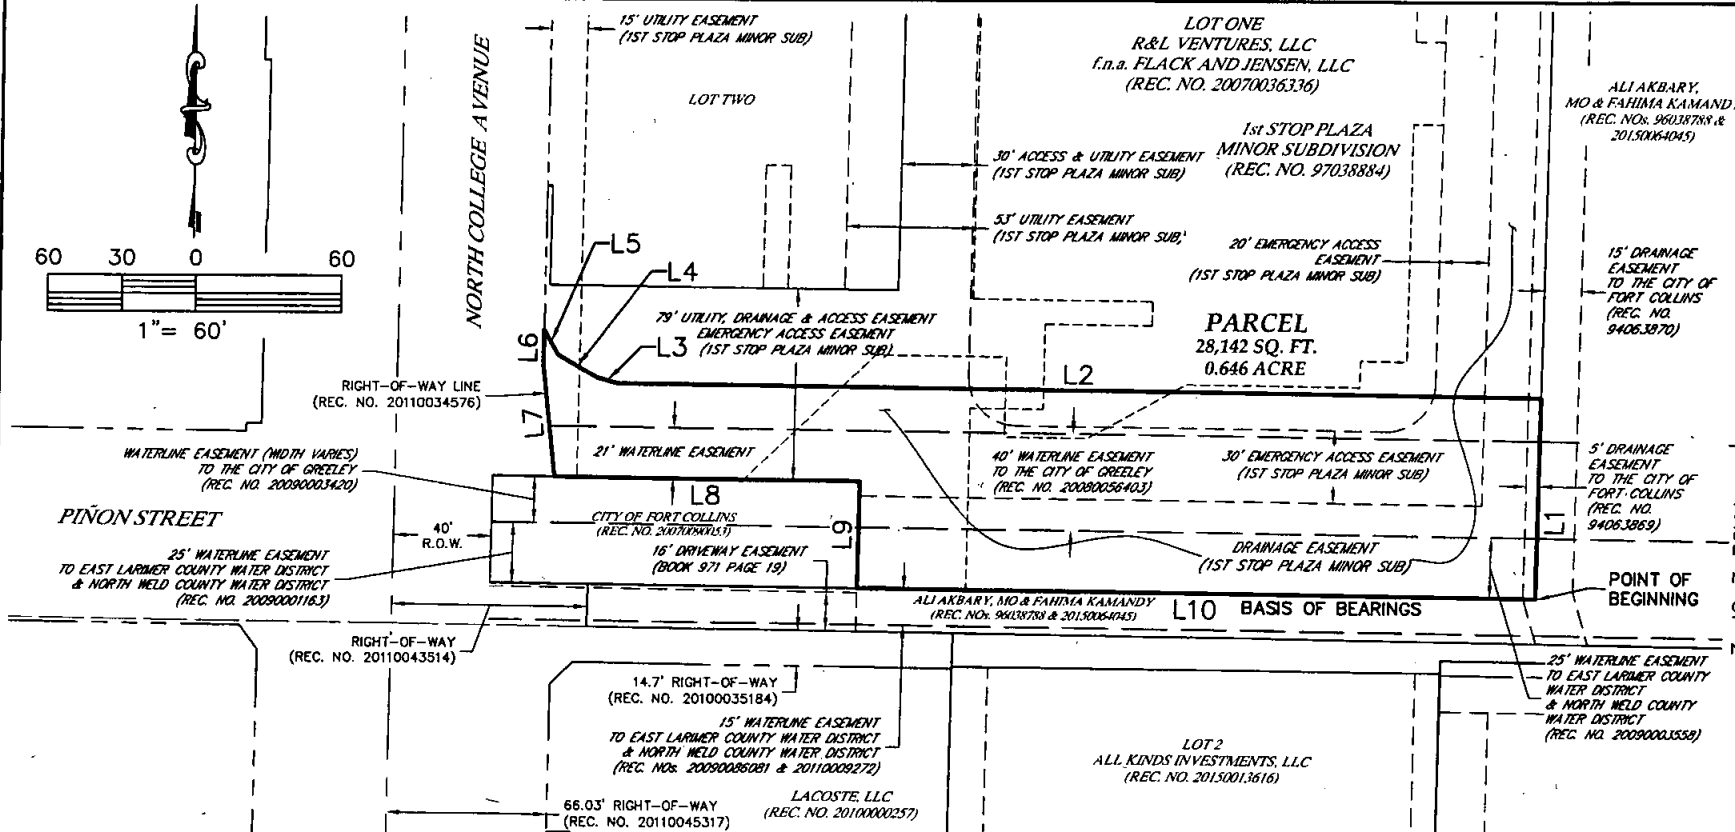 15' UTILITY EASEMENT
(1ST STOP PLAZA MINOR SUB)
NORTH COLLEGE AVENUE
LOT TWO
LOT ONE
R&L VENTURES, LLC
f.n.a. FLACK AND JENSEN, LLC
(REC. NO. 20070036336)
1st STOP PLAZA
MINOR SUBDIVISION
(REC. NO. 97038884)
ALI AKBARY,
MO & FAHIMA KAMANDY
(REC. NOs. 96038788 &
20150064045)
30' ACCESS & UTILITY EASEMENT
(1ST STOP PLAZA MINOR SUB)
53' UTILITY EASEMENT
(1ST STOP PLAZA MINOR SUB)
20' EMERGENCY ACCESS
EASEMENT
(1ST STOP PLAZA MINOR SUB)
15' DRAINAGE
EASEMENT
TO THE CITY OF
FORT COLLINS
(REC. NO.
94063870)
60 30 0 60
1"= 60'
L5
L4
79' UTILITY, DRAINAGE & ACCESS EASEMENT
EMERGENCY ACCESS EASEMENT
(1ST STOP PLAZA MINOR SUB)
L3
L6
PARCEL
28,142 SQ. FT.
0.646 ACRE
L2
RIGHT-OF-WAY LINE
(REC. NO. 20110034576)
L7
WATERLINE EASEMENT (WIDTH VARIES)
TO THE CITY OF GREELEY
(REC. NO. 20090003420)
21' WATERLINE EASEMENT
40' WATERLINE EASEMENT
TO THE CITY OF GREELEY
(REC. NO. 20080056403)
30' EMERGENCY ACCESS EASEMENT
(1ST STOP PLAZA MINOR SUB)
5' DRAINAGE
EASEMENT
TO THE CITY OF
FORT COLLINS
(REC. NO.
94063869)
L8
PIÑON STREET
CITY OF FORT COLLINS
L9
L1
40'
R.O.W.
16' DRIVEWAY EASEMENT
(BOOK 971 PAGE 19)
25' WATERLINE EASEMENT
TO EAST LARIMER COUNTY WATER DISTRICT
& NORTH WELD COUNTY WATER DISTRICT
(REC. NO. 20090001163)
DRAINAGE EASEMENT
(1ST STOP PLAZA MINOR SUB)
POINT OF
BEGINNING
ALI AKBARY, MO & FAHIMA KAMANDY
(REC. NOs. 96038788 & 20150064045)
L10 BASIS OF BEARINGS
RIGHT-OF-WAY
(REC. NO. 20110043514)
14.7' RIGHT-OF-WAY
(REC. NO. 20100035184)
15' WATERLINE EASEMENT
TO EAST LARIMER COUNTY WATER DISTRICT
& NORTH WELD COUNTY WATER DISTRICT
(REC. NOs. 20090086081 & 20110009272)
25' WATERLINE EASEMENT
TO EAST LARIMER COUNTY
WATER DISTRICT
& NORTH WELD COUNTY
WATER DISTRICT
(REC. NO. 20090003558)
LOT 2
ALL KINDS INVESTMENTS, LLC
(REC. NO. 20150013616)
LACOSTE, LLC
(REC. NO. 20100000257)
66.03' RIGHT-OF-WAY
(REC. NO. 20110045317)